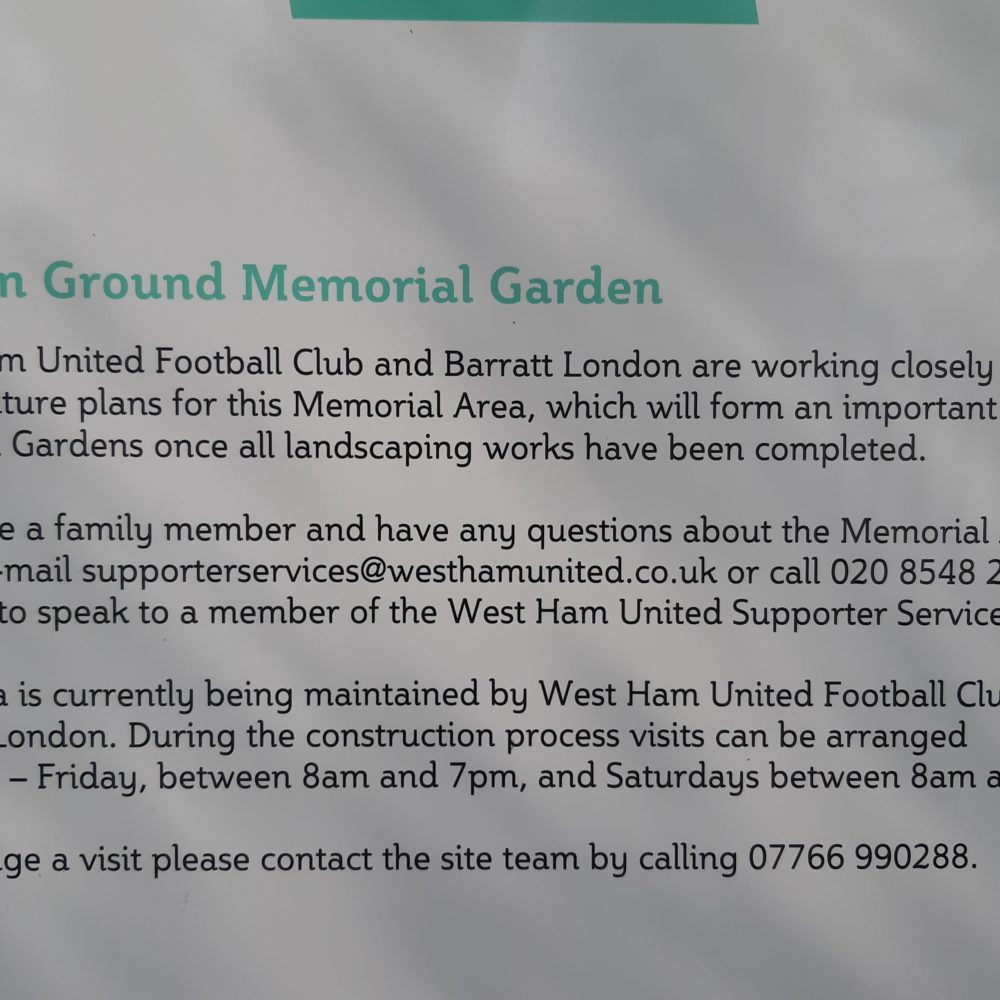 n Ground Memorial Garden
m United Football Club and Barratt London are working closely
ture plans for this Memorial Area, which will form an important
Gardens once all landscaping works have been completed.
e a family member and have any questions about the Memorial
-mail supporterservices@westhamunited.co.uk or call 020 8548 2
to speak to a member of the West Ham United Supporter Service
a is currently being maintained by West Ham United Football Clu
London. During the construction process visits can be arranged
– Friday, between 8am and 7pm, and Saturdays between 8am a
ge a visit please contact the site team by calling 07766 990288.